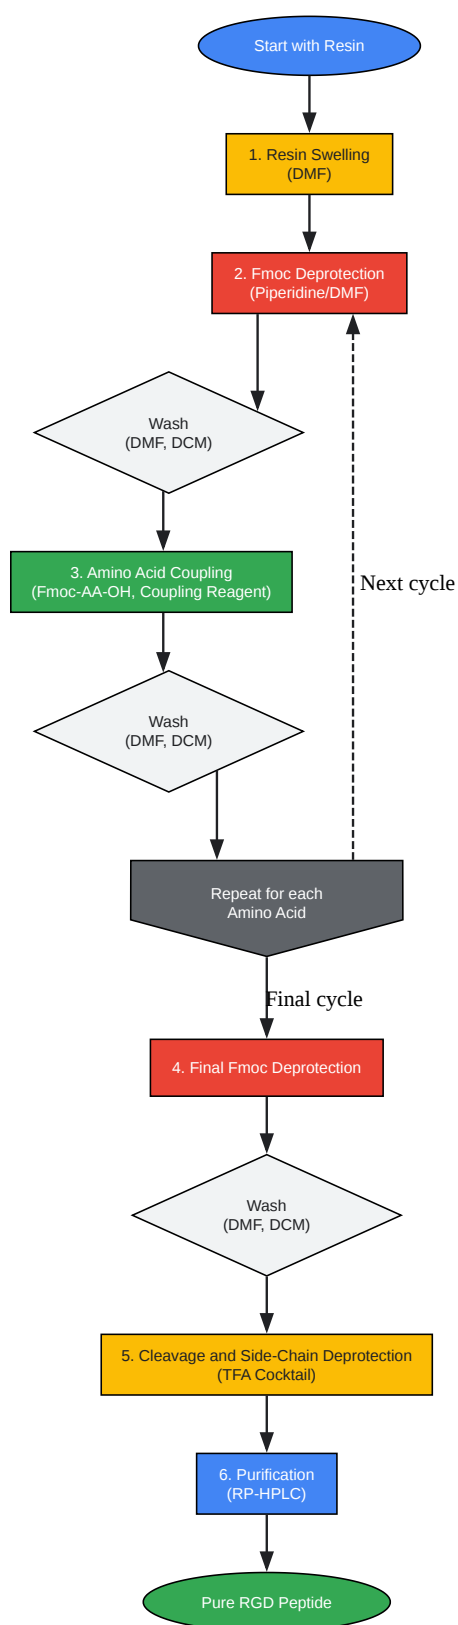 Start with Resin
1. Resin Swelling
(DMF)
2. Fmoc Deprotection
(Piperidine/DMF)
Wash
(DMF, DCM)
3. Amino Acid Coupling
(Fmoc-AA-OH, Coupling Reagent)
Next cycle
Wash
(DMF, DCM)
Repeat for each
Amino Acid
Final cycle
4. Final Fmoc Deprotection
Wash
(DMF, DCM)
5. Cleavage and Side-Chain Deprotection
(TFA Cocktail)
6. Purification
(RP-HPLC)
Pure RGD Peptide